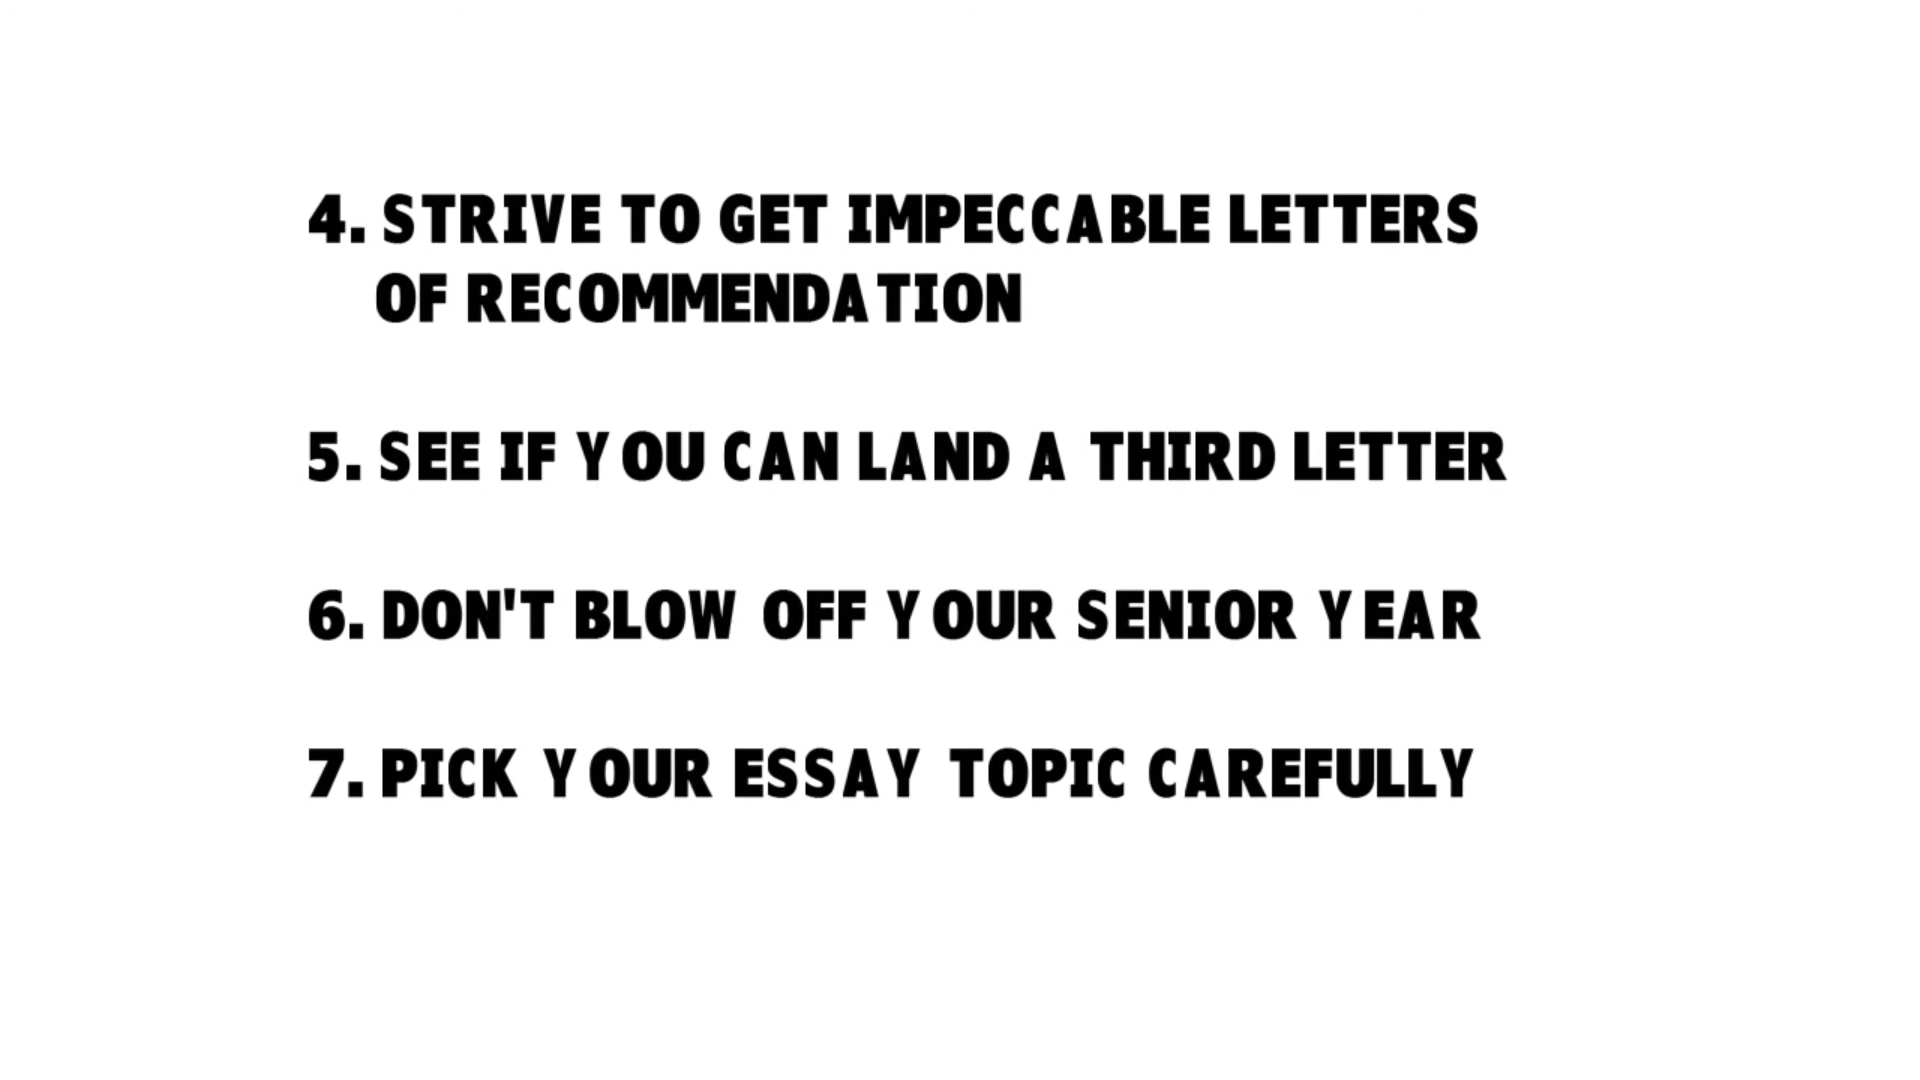 4. STRIVE TO GET IMPECCABLE LETTERS
OF RECOMMENDATION
5. SEE IF YOU CAN LAND A THIRD LETTER
6. DON'T BLOW OFF YOUR SENIOR YEAR
7. PICK YOUR ESSAY TOPIC CAREFULLY